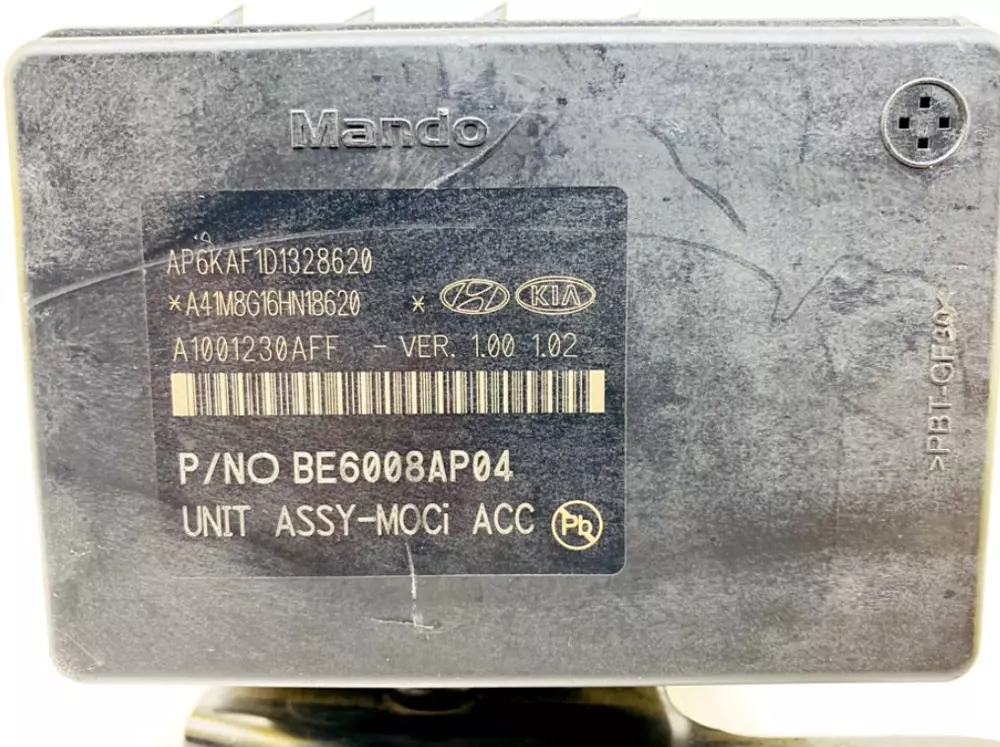 Mando
AP6KAF1D1328620
*A41M8G16HN18620 *
KIA
A1001230AFF - VER. 1.00 1.02
P/NO BE6008AP04
UNIT ASSY-MOCi ACC
Pb
>PBT-GF30<